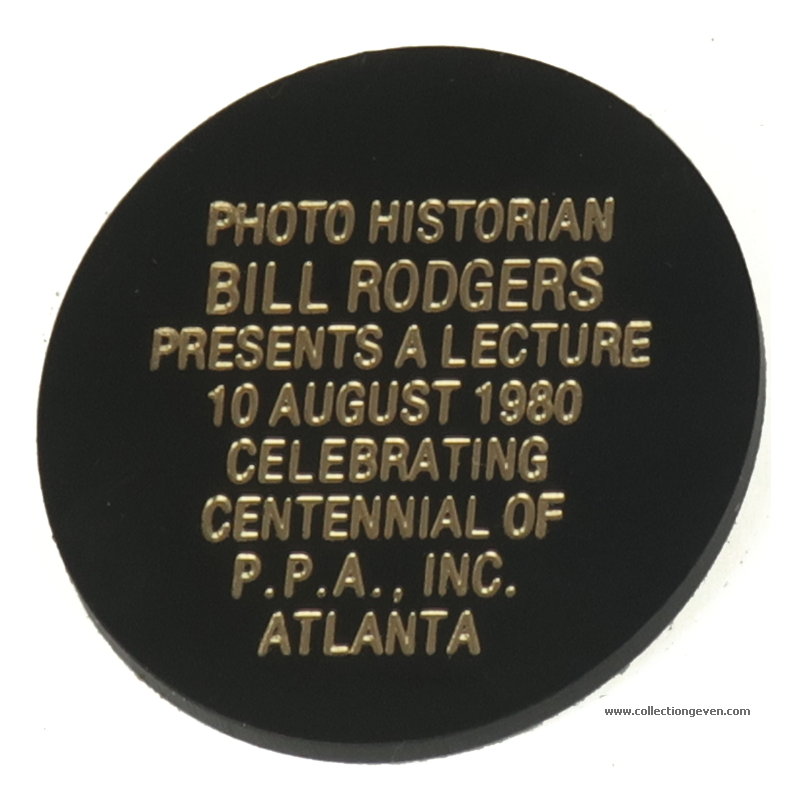 PHOTO HISTORIAN
BILL RODGERS
PRESENTS A LECTURE
10 AUGUST 1980
CELEBRATING
CENTENNIAL OF
P.P.A., INC.
ATLANTA
www.collectiongeven.com